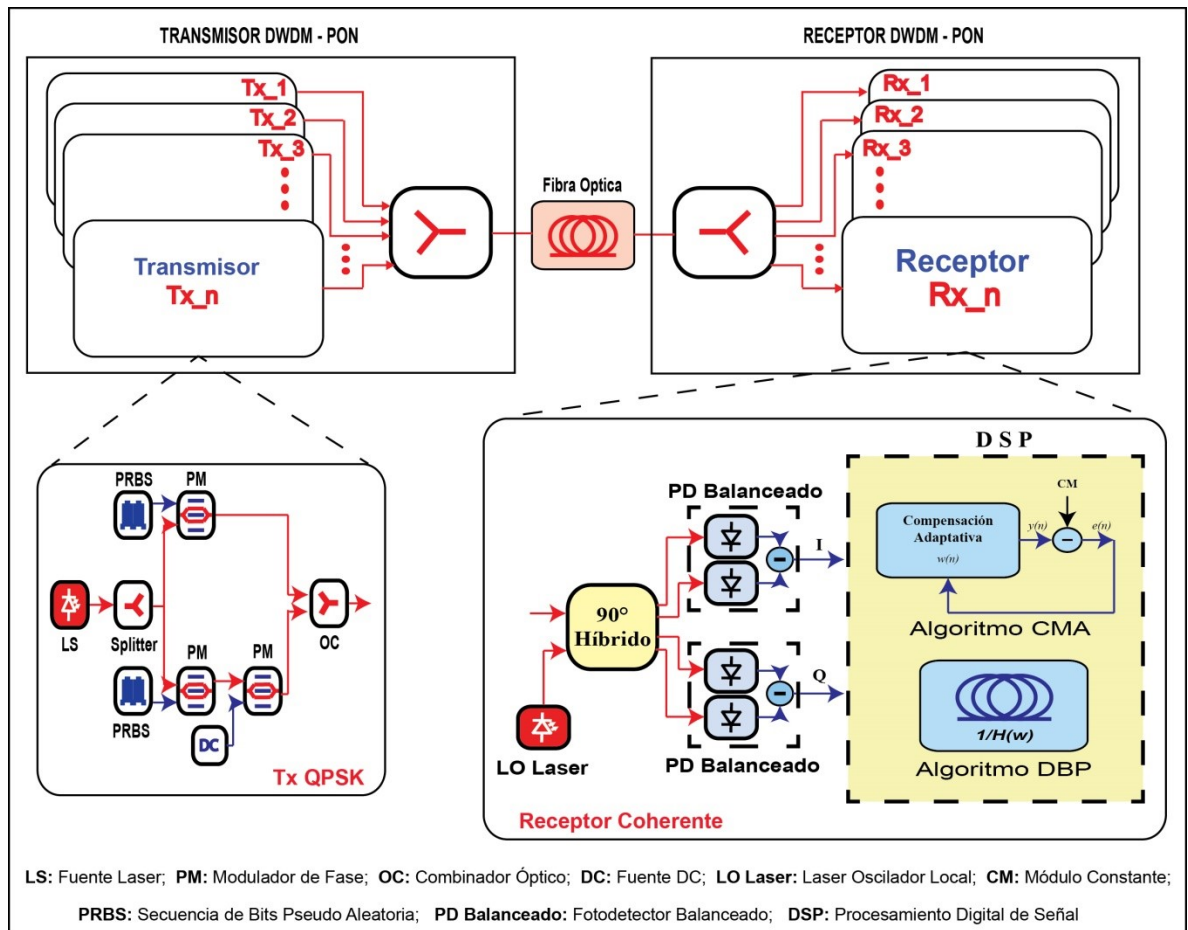 TRANSMISOR DWDM - PON
RECEPTOR DWDM - PON
Tx_1
Tx_2
Tx_3
Transmisor
Tx_n
Fibra Optica
Rx_1
Rx_2
Rx_3
Receptor
Rx_n
PRBS
PM
LS
Splitter
PM
PM
OC
PRBS
DC
Tx QPSK
D S P
PD Balanceado
I
CM
Compensación
Adaptativa
w(n)
y(n)
e(n)
Algoritmo CMA
90°
Híbrido
Q
LO Laser
PD Balanceado
1/H(w)
Algoritmo DBP
Receptor Coherente
LS: Fuente Laser; PM: Modulador de Fase; OC: Combinador Óptico; DC: Fuente DC; LO Laser: Laser Oscilador Local; CM: Módulo Constante;
PRBS: Secuencia de Bits Pseudo Aleatoria; PD Balanceado: Fotodetector Balanceado; DSP: Procesamiento Digital de Señal